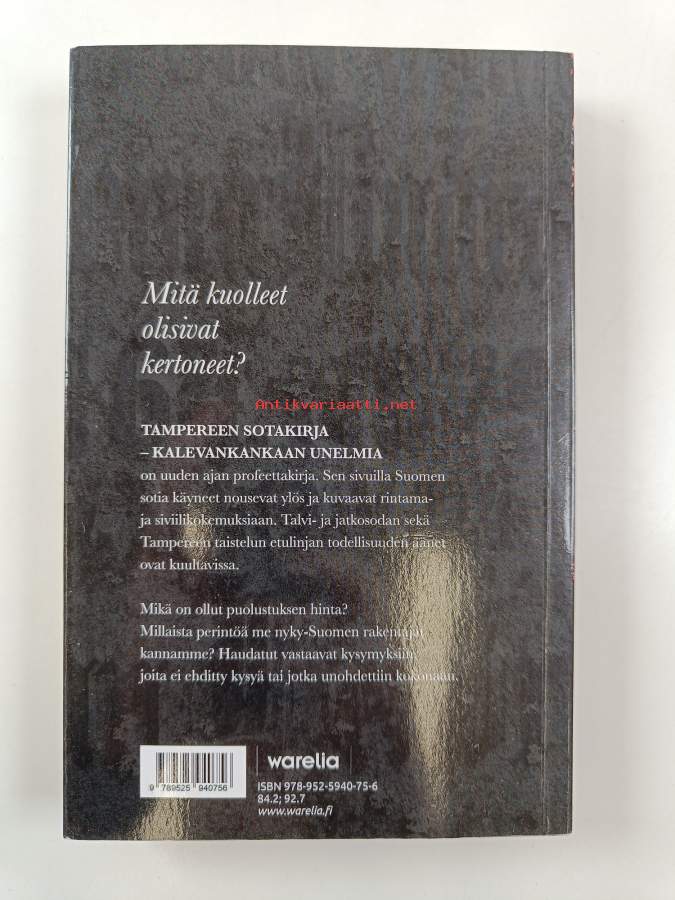 Mitä kuolleet
olisivat
kertoneet?
Antikvariaatti.net
TAMPEREEN SOTAKIRJA
– KALEVANKANKAAN UNELMIA
on uuden ajan profeettakirja. Sen sivuilla Suomen
sotia käyneet nousevat ylös ja kuvaavat rintama-
ja siviilikokemuksiaan. Talvi- ja jatkosodan sekä
Tampereen taistelun etulinjan todellisuuden äänet
ovat kuultavissa.
Mikä on ollut puolustuksen hinta?
Millaista perintöä me nyky-Suomen rakentajat
kannamme? Haudatut vastaavat kysymyksiin,
joita ei ehditty kysyä tai jotka unohdettiin kokonaan.
9 789525 940756
warelia
ISBN 978-952-5940-75-6
84.2; 92.7
www.warelia.fi